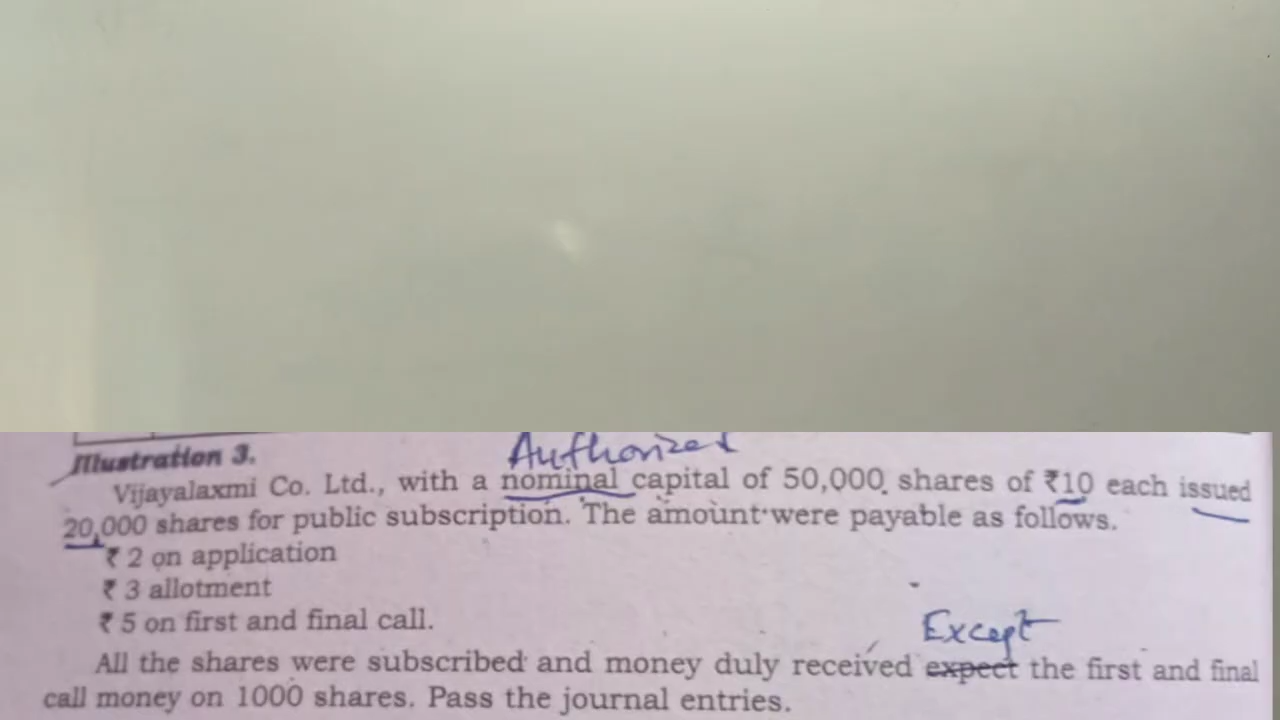 Illustration 3.
Authorized
Vijayalaxmi Co. Ltd., with a nominal capital of 50,000 shares of ₹10 each issued
20,000 shares for public subscription. The amount were payable as follows.
₹ 2 on application
₹ 3 allotment
₹ 5 on first and final call.
Except
All the shares were subscribed and money duly received expect the first and final
call money on 1000 shares. Pass the journal entries.